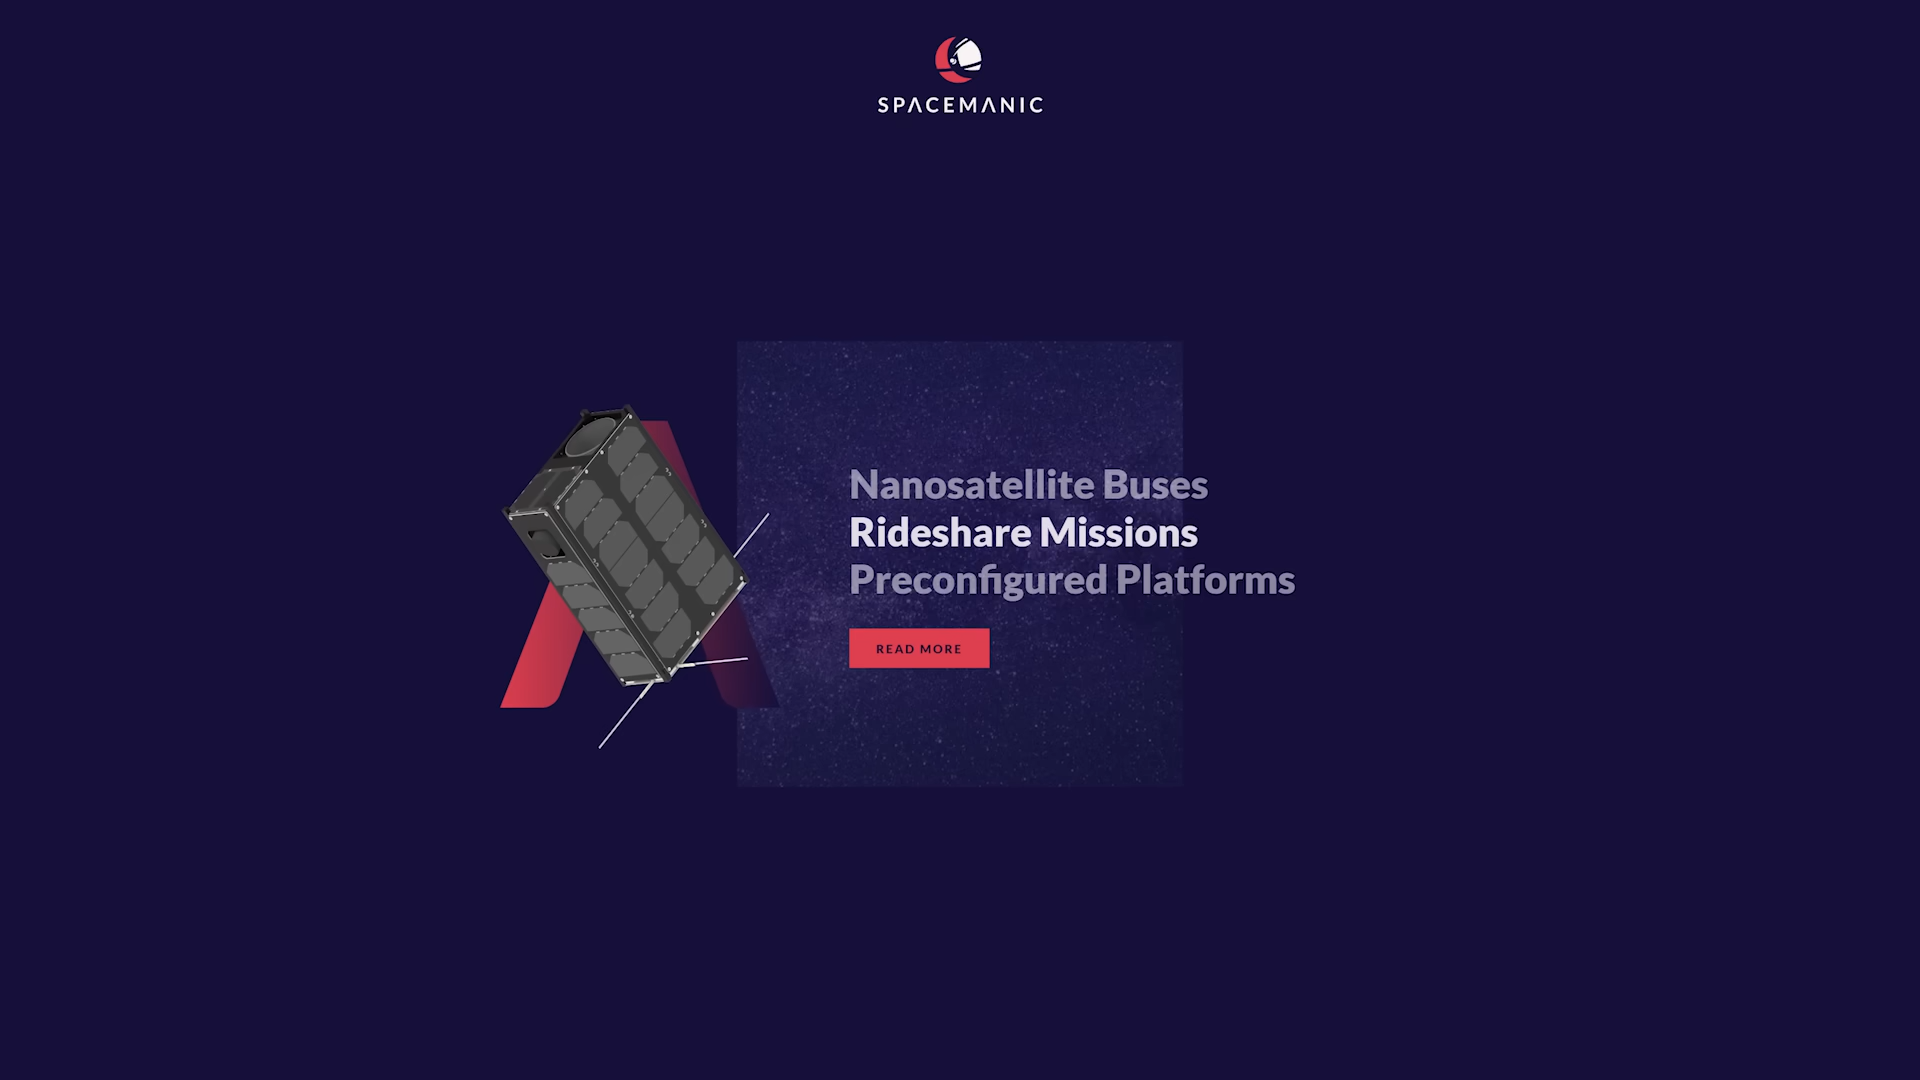 SPACEMANIC
Nanosatellite Buses
Rideshare Missions
Preconfigured Platforms
READ MORE